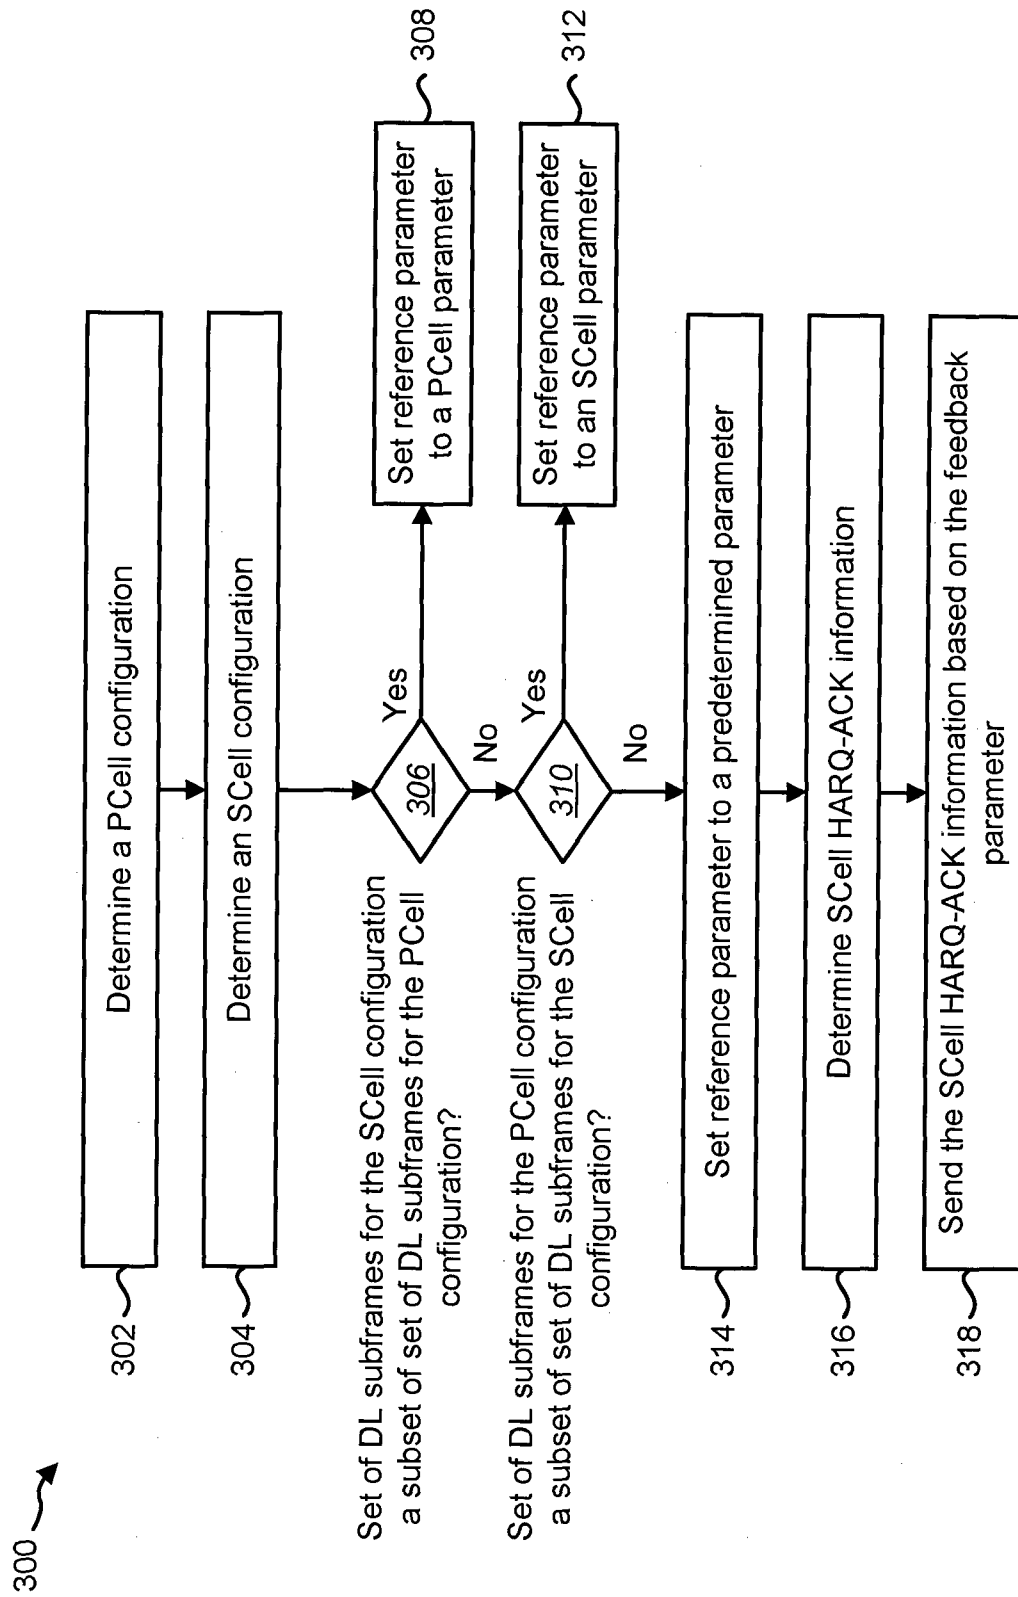 300
302
Determine a PCell configuration
304
Determine an SCell configuration
Set of DL subframes for the SCell configuration
a subset of set of DL subframes for the PCell
configuration?
306
Yes
No
Set reference parameter
to a PCell parameter
308
Set of DL subframes for the PCell configuration
a subset of set of DL subframes for the SCell
configuration?
310
Yes
No
Set reference parameter
to an SCell parameter
312
314
Set reference parameter to a predetermined parameter
316
Determine SCell HARQ-ACK information
318
Send the SCell HARQ-ACK information based on the feedback
parameter